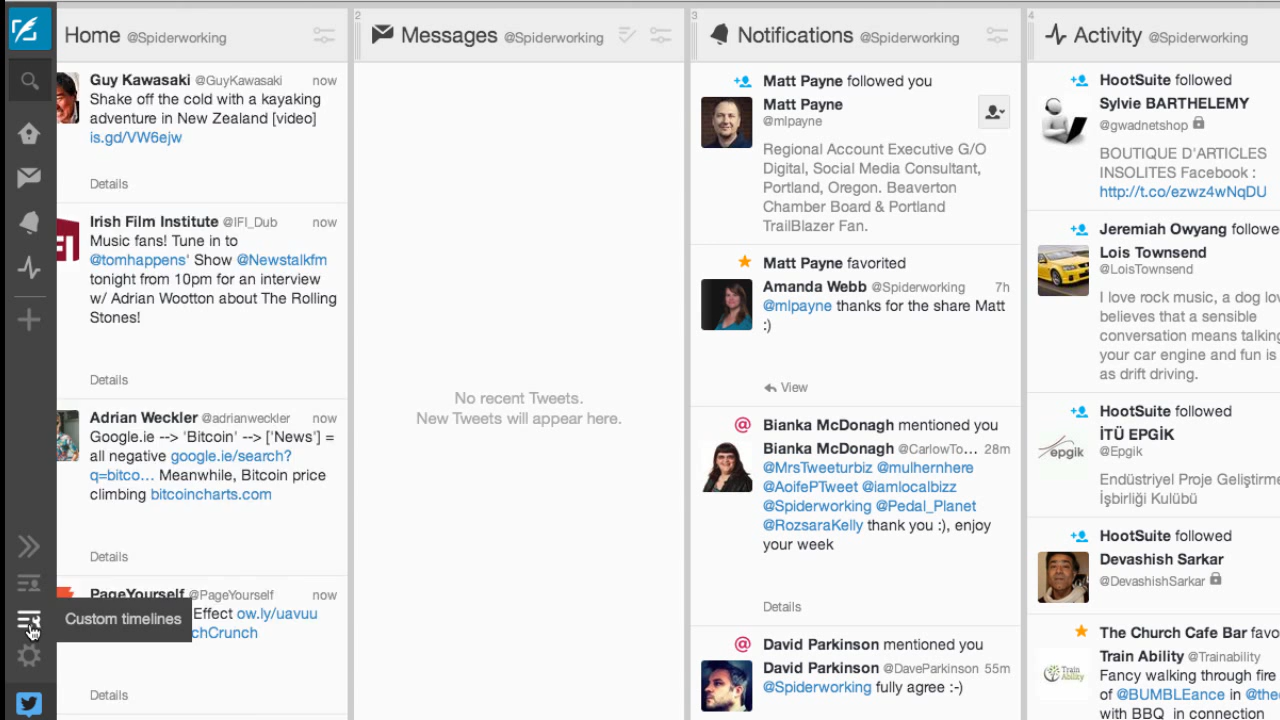 Home @Spiderworking
Guy Kawasaki @GuyKawasaki now
Shake off the cold with a kayaking
adventure in New Zealand [video]
is.gd/VW6ejw
Details
Irish Film Institute @IFI_Dub now
Music fans! Tune in to
@tomhappens' Show @Newstalkfm
tonight from 10pm for an interview
w/ Adrian Wootton about The Rolling
Stones!
Details
Adrian Weckler @adrianweckler now
Google.ie --> 'Bitcoin' --> ['News'] =
all negative google.ie/search?
q=bitco... Meanwhile, Bitcoin price
climbing bitcoincharts.com
Details
PageYourself @PageYourself now
Effect ow.ly/uavuu
chCrunch
Custom timelines
Details
2
Messages @Spiderworking
No recent Tweets.
New Tweets will appear here.
3
Notifications @Spiderworking
Matt Payne followed you
Matt Payne
@mlpayne
Regional Account Executive G/O
Digital, Social Media Consultant,
Portland, Oregon. Beaverton
Chamber Board & Portland
TrailBlazer Fan.
Matt Payne favorited
Amanda Webb @Spiderworking 7h
@mlpayne thanks for the share Matt
:)
View
Bianka McDonagh mentioned you
Bianka McDonagh @CarlowTo... 28m
@MrsTweeturbiz @mulhernhere
@AoifePTweet @iamlocalbizz
@Spiderworking @Pedal_Planet
@RozsaraKelly thank you :), enjoy
your week
Details
David Parkinson mentioned you
David Parkinson @DaveParkinson 55m
@Spiderworking fully agree :-)
4
Activity @Spiderworking
HootSuite followed
Sylvie BARTHELEMY
@gwadnetshop
BOUTIQUE D'ARTICLES
INSOLITES Facebook :
http://t.co/ezwz4wNqDU
Jeremiah Owyang followe
Lois Townsend
@LoisTownsend
I love rock music, a dog lov
believes that a sensible
conversation means talking
your car engine and fun is
as drift driving.
HootSuite followed
İTÜ EPGİK
@Epgik
epgik
Endüstriyel Proje Geliştirme
İşbirliği Kulübü
HootSuite followed
Devashish Sarkar
@DevashishSarkar
The Church Cafe Bar favo
Train Ability @Trainability
Train
Ability
Fancy walking through fire
of @BUMBLEance in @the
with BBQ in connection